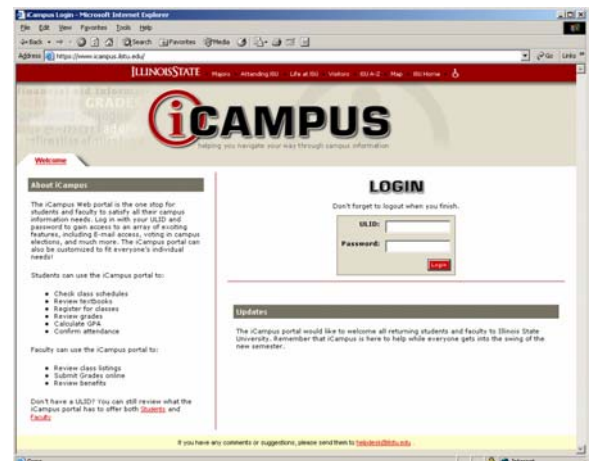 iCampus Login - Microsoft Internet Explorer
File Edit View Favorites Tools Help
Back Search Favorites Media
Address https://www.icampus.ilstu.edu/ Go Links
ILLINOIS STATE Majors Attending ISU Life at ISU Visitors ISU A-Z Map ISU Home
iCAMPUS
helping you navigate your way through campus information
Welcome
About iCampus
The iCampus Web portal is the one stop for
students and faculty to satisfy all their campus
information needs. Log in with your ULID and
password to gain access to an array of exciting
features, including E-mail access, voting in campus
elections, and much more. The iCampus portal can
also be customized to fit everyone's individual
needs!
Students can use the iCampus portal to:
Check class schedules
Review textbooks
Register for classes
Review grades
Calculate GPA
Confirm attendance
Faculty can use the iCampus portal to:
Review class listings
Submit Grades online
Review benefits
Don't have a ULID? You can still review what the
iCampus portal has to offer both Students and
Faculty
LOGIN
Don't forget to logout when you finish.
ULID:
Password:
Login
Updates
The iCampus portal would like to welcome all returning students and faculty to Illinois State
University. Remember that iCampus is here to help while everyone gets into the swing of the
new semester.
If you have any comments or suggestions, please send them to helpdesk@ilstu.edu
Internet